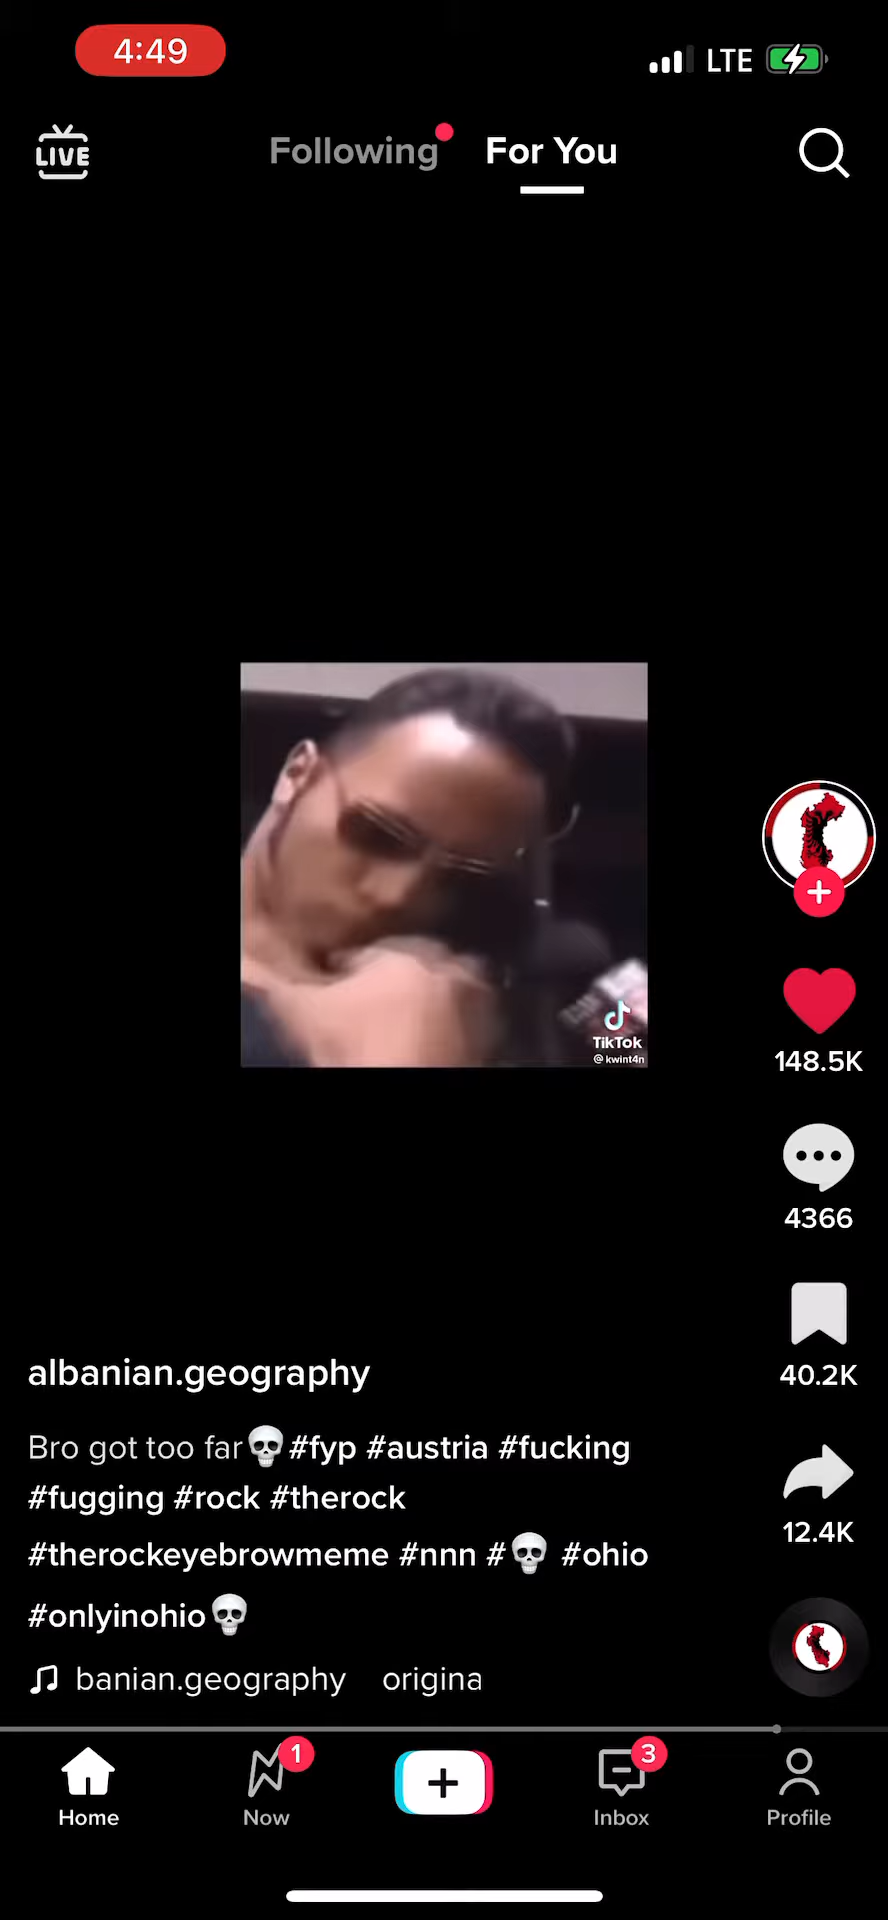 4:49
LTE
LIVE
Following
For You
TikTok
@kwint4n
148.5K
4366
40.2K
12.4K
albanian.geography
Bro got too far💀#fyp #austria #fucking
#fugging #rock #therock
#therockeyebrowmeme #nnn #💀 #ohio
#onlyinohio💀
banian.geography origina
Home
1
Now
3
Inbox
Profile